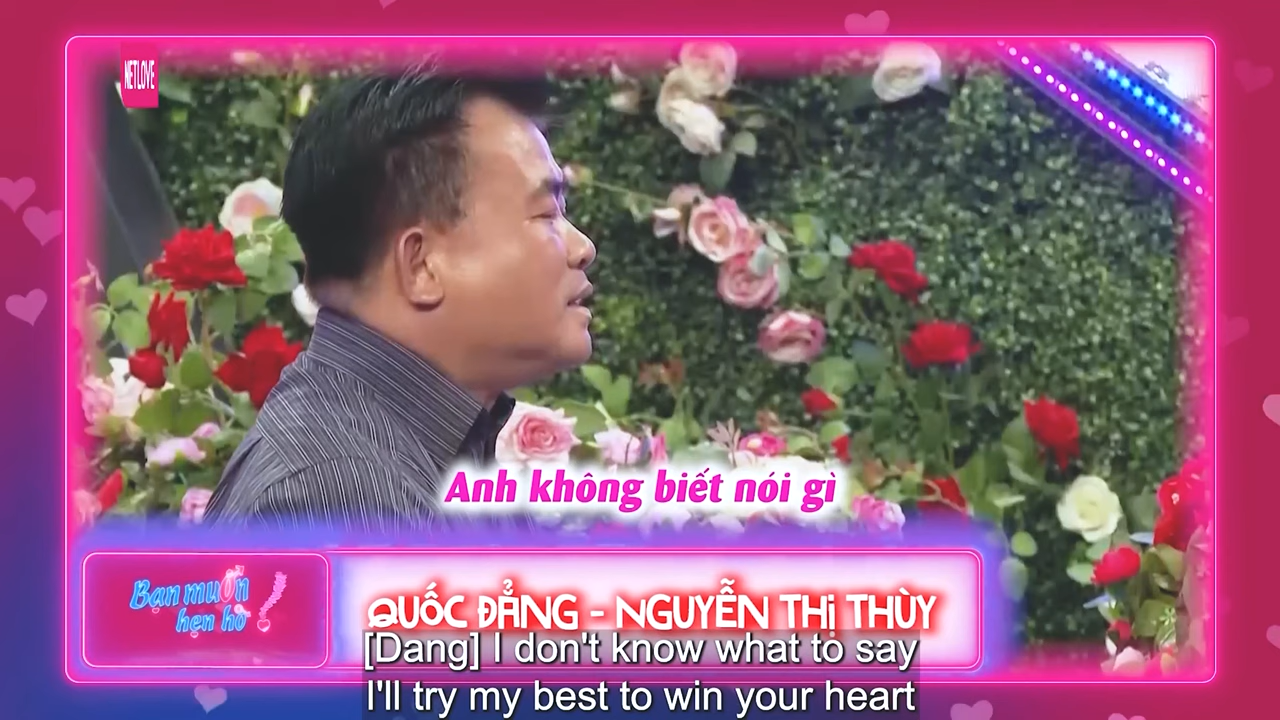 NETLOVE
Anh không biết nói gì
Bạn muốn
hẹn hò?
QUỐC ĐẲNG - NGUYỄN THỊ THÙY
[Dang] I don't know what to say
I'll try my best to win your heart